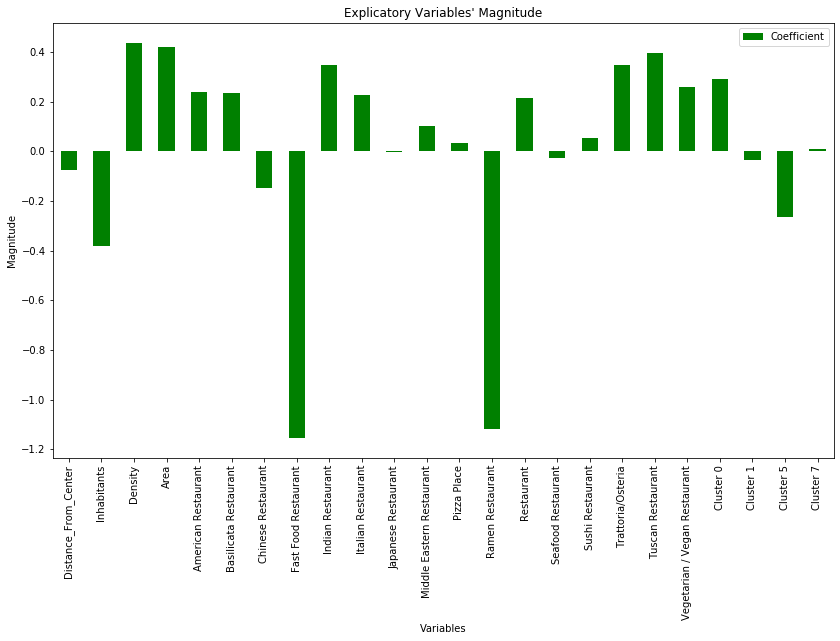 Explicatory Variables' Magnitude
Coefficient
0.4
0.2
0.0
−0.2
−0.4
−0.6
−0.8
−1.0
−1.2
Magnitude
Distance_From_Center
Inhabitants
Density
Area
American Restaurant
Basilicata Restaurant
Chinese Restaurant
Fast Food Restaurant
Indian Restaurant
Italian Restaurant
Japanese Restaurant
Middle Eastern Restaurant
Pizza Place
Ramen Restaurant
Restaurant
Seafood Restaurant
Sushi Restaurant
Trattoria/Osteria
Tuscan Restaurant
Vegetarian / Vegan Restaurant
Cluster 0
Cluster 1
Cluster 5
Cluster 7
Variables